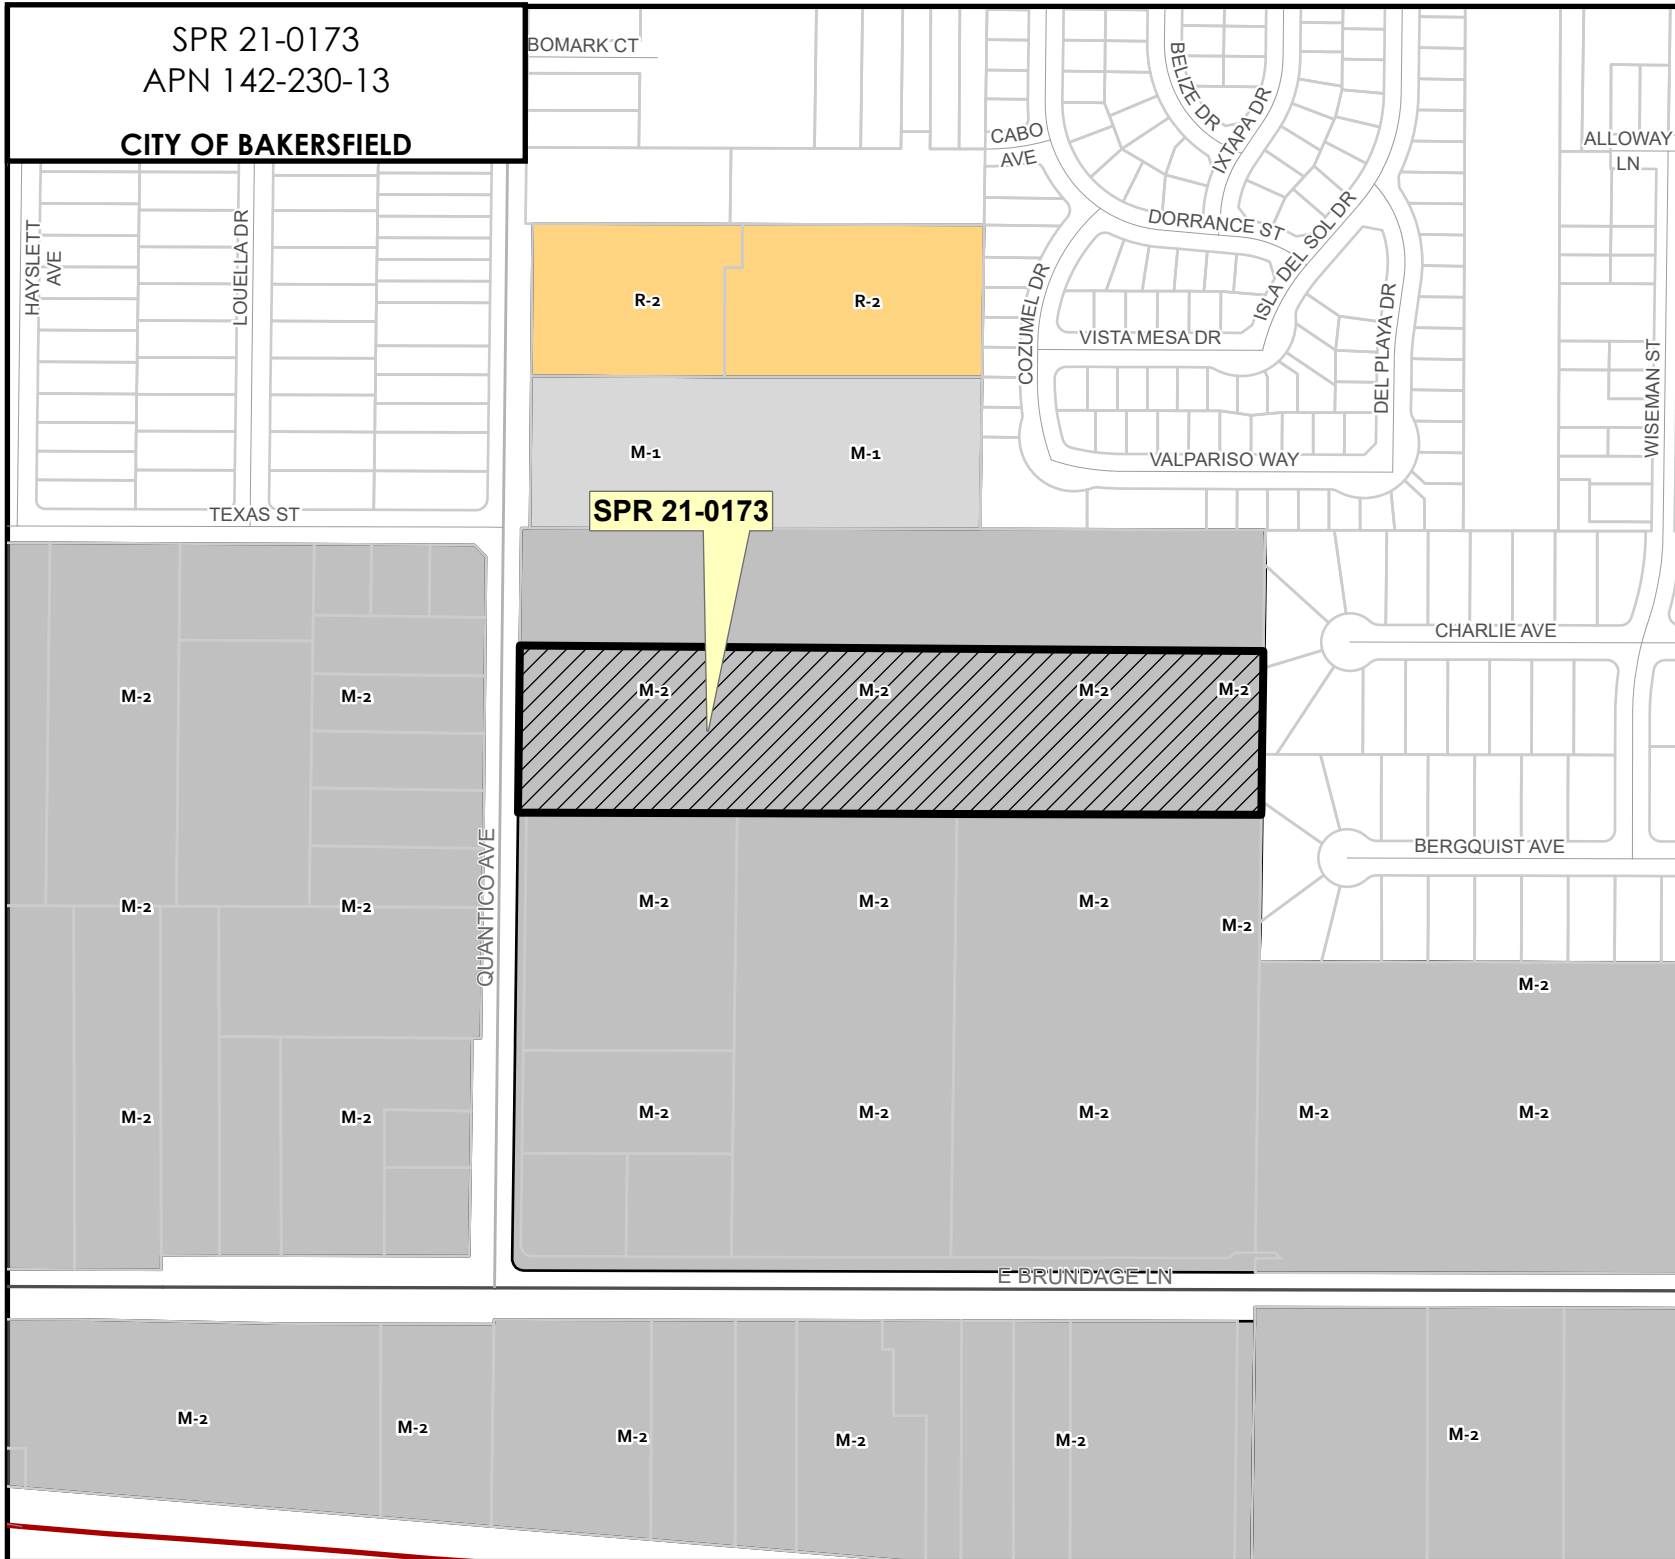 SPR 21-0173
APN 142-230-13
CITY OF BAKERSFIELD
BOMARK CT
BELIZE DR
IXTAPA DR
CABO
AVE
ALLOWAY
LN
HAYSLETT
AVE
LOUELLA DR
DORRANCE ST
ISLA DEL SOL DR
COZUMEL DR
R-2
R-2
VISTA MESA DR
DEL PLAYA DR
WISEMAN ST
M-1
M-1
VALPARISO WAY
SPR 21-0173
TEXAS ST
CHARLIE AVE
M-2
M-2
M-2
M-2
M-2
M-2
BERGQUIST AVE
QUANTICO AVE
M-2
M-2
M-2
M-2
M-2
M-2
M-2
M-2
M-2
M-2
M-2
M-2
M-2
M-2
E BRUNDAGE LN
M-2
M-2
M-2
M-2
M-2
M-2